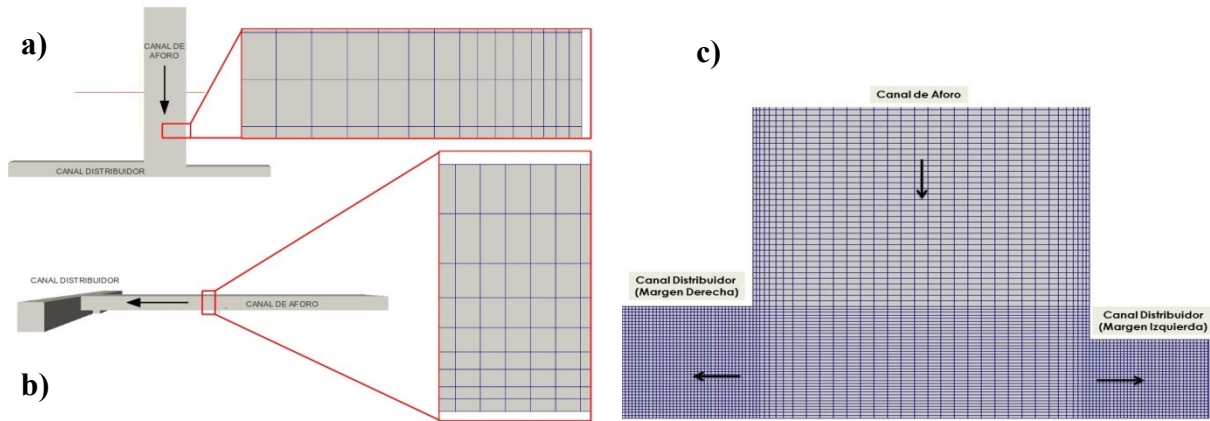 a)
CANAL DE
AFORO
CANAL DISTRIBUIDOR
CANAL DISTRIBUIDOR
CANAL DE AFORO
b)
c)
Canal de Aforo
Canal Distribuidor
(Margen Derecha)
Canal Distribuidor
(Margen Izquierda)